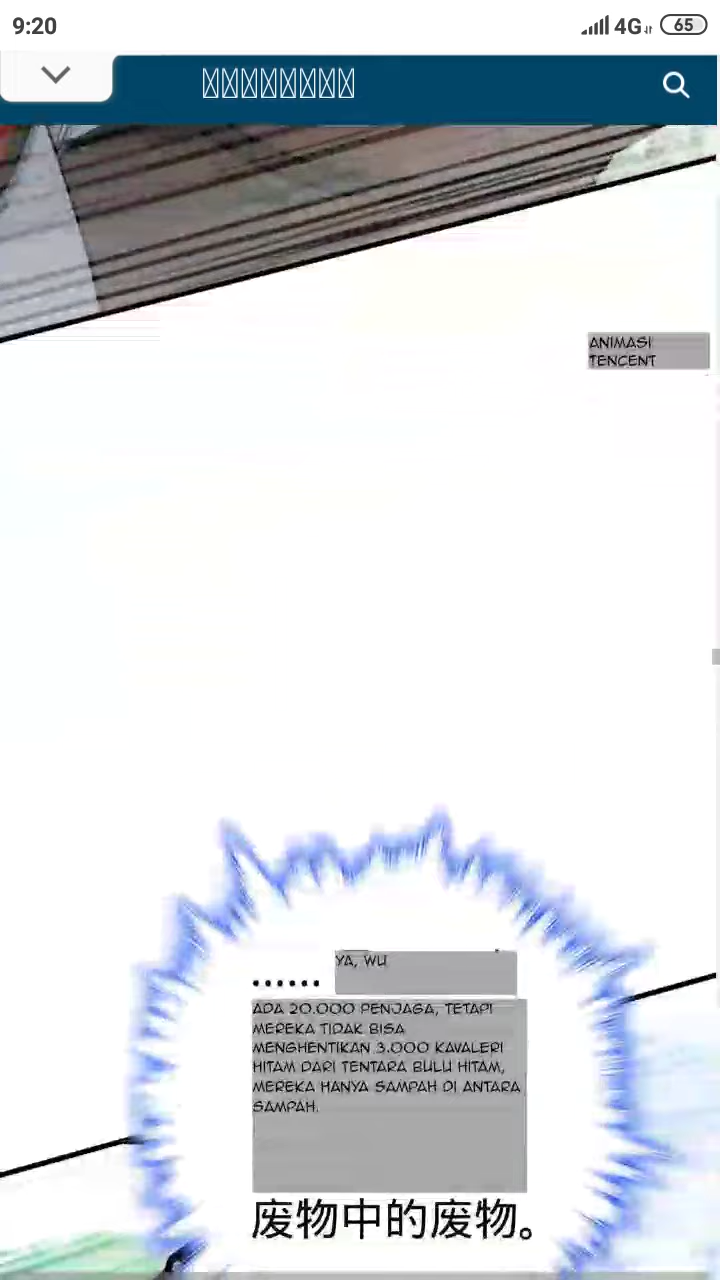 9:20
4G
65
ANIMASI
TENCENT
YA, WU
......
ADA 20.000 PENJAGA, TETAPI
MEREKA TIDAK BISA
MENGHENTIKAN 3.000 KAVALERI
HITAM DARI TENTARA BULU HITAM,
MEREKA HANYA SAMPAH DI ANTARA
SAMPAH.
废物中的废物。